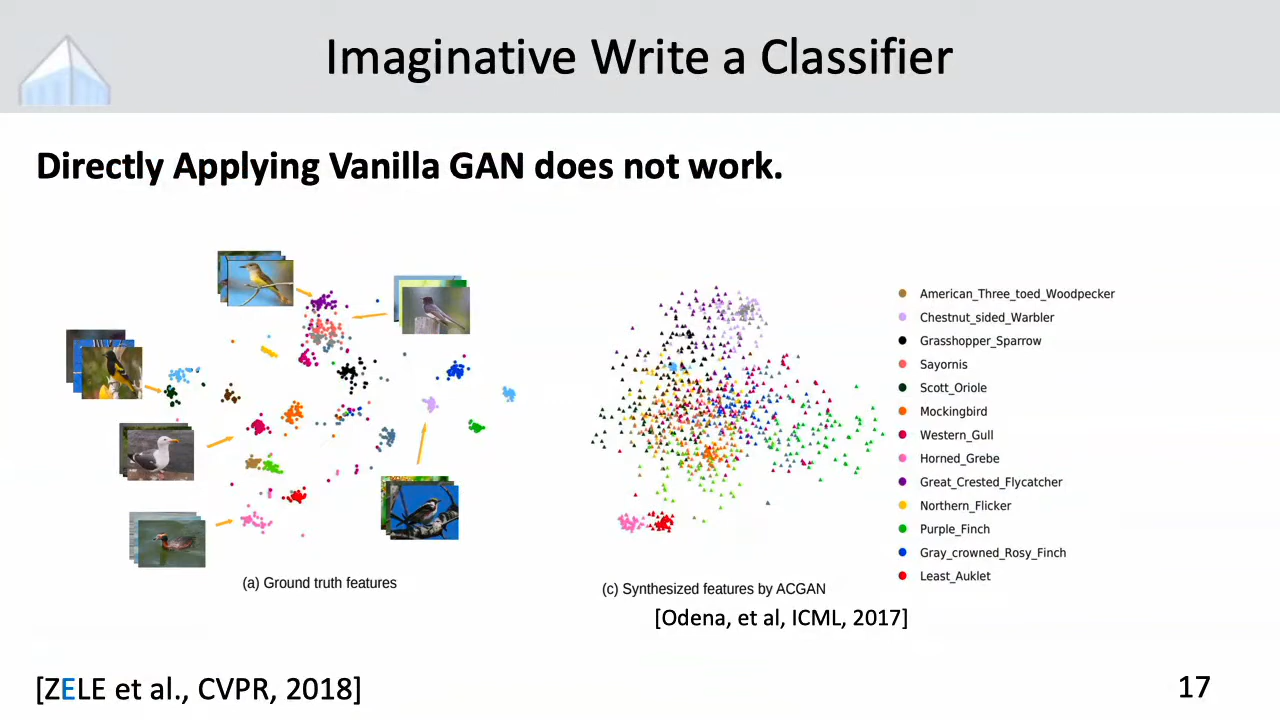 Imaginative Write a Classifier
Directly Applying Vanilla GAN does not work.
American_Three_toed_Woodpecker
Chestnut_sided_Warbler
Grasshopper_Sparrow
Sayornis
Scott_Oriole
Mockingbird
Western_Gull
Horned_Grebe
Great_Crested_Flycatcher
Northern_Flicker
Purple_Finch
Gray_crowned_Rosy_Finch
Least_Auklet
(a) Ground truth features
(c) Synthesized features by ACGAN
[Odena, et al, ICML, 2017]
[ZELE et al., CVPR, 2018]
17